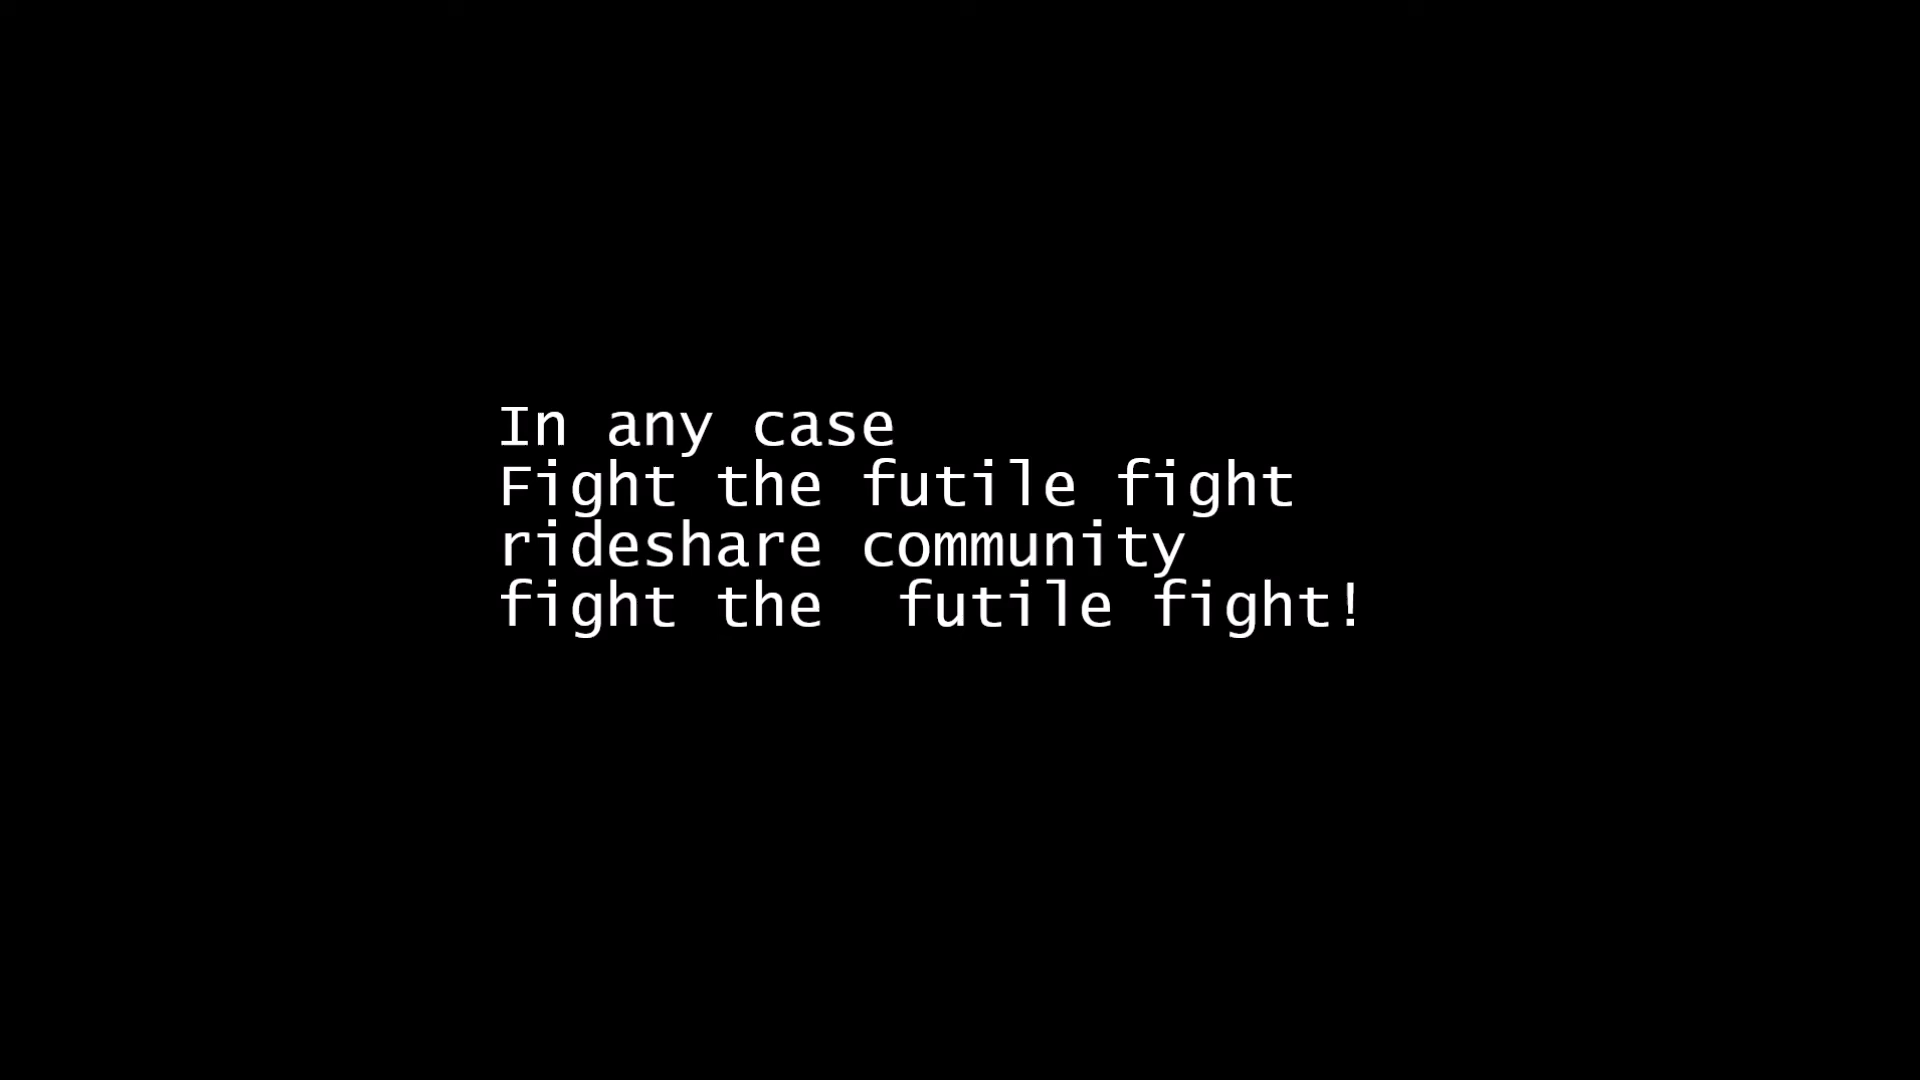 In any case
Fight the futile fight
rideshare community
fight the  futile fight!